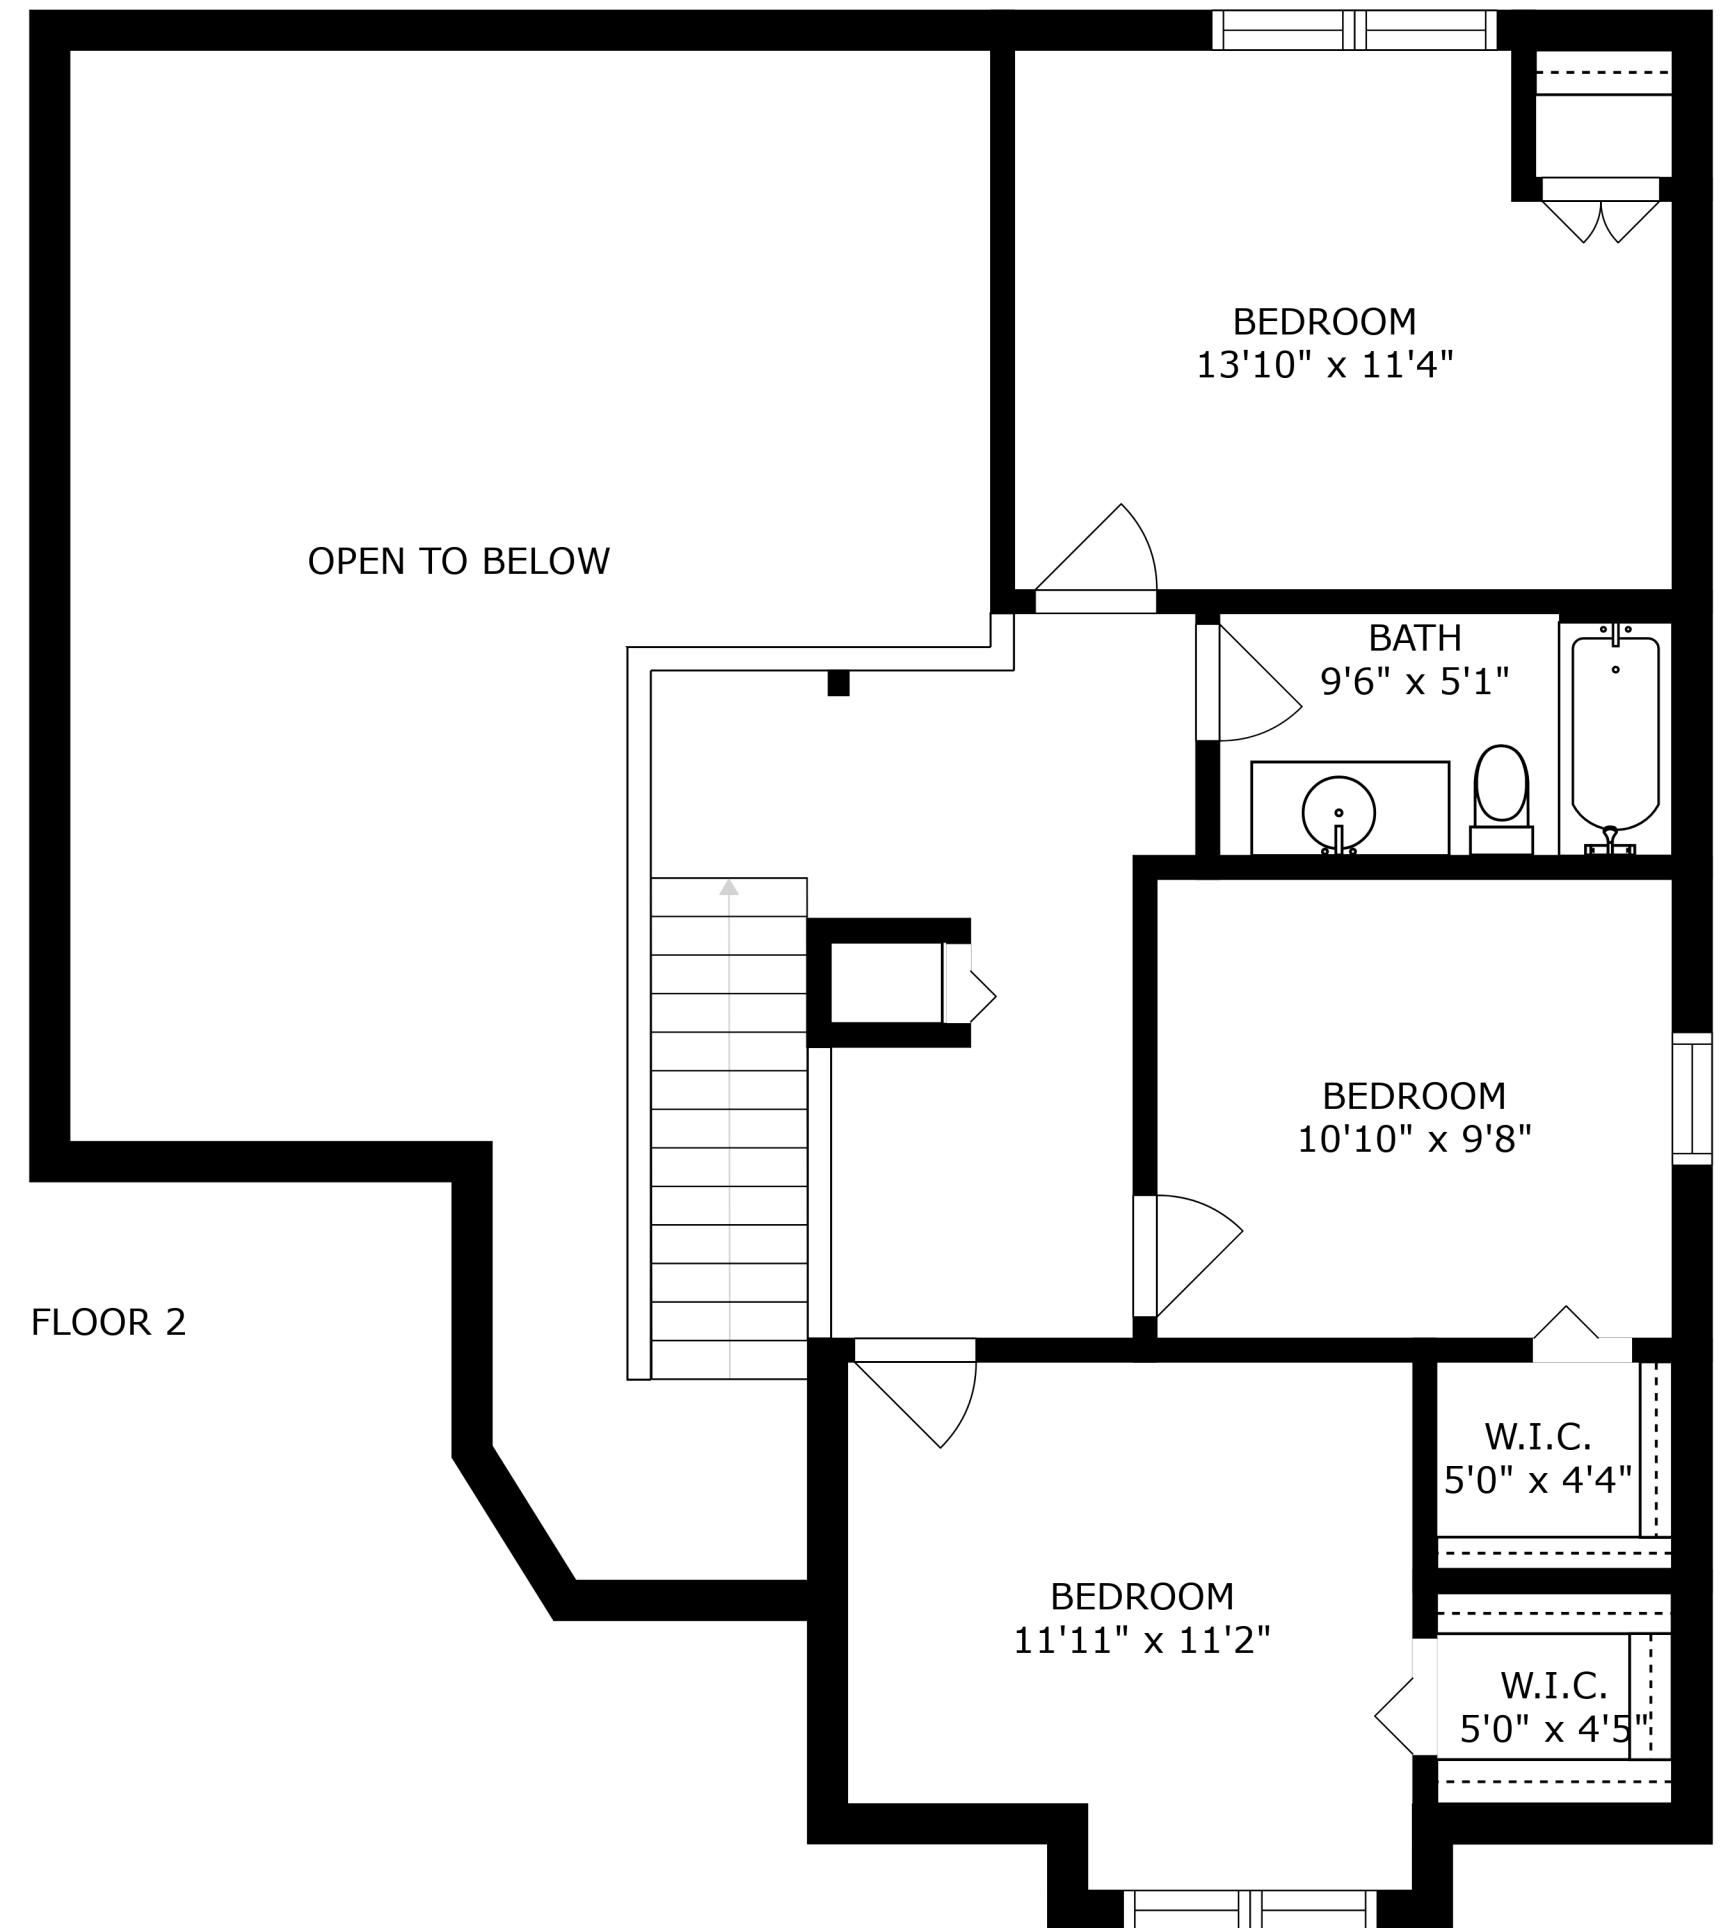 BEDROOM
13'10" x 11'4"
OPEN TO BELOW
BATH
9'6" x 5'1"
BEDROOM
10'10" x 9'8"
FLOOR 2
W.I.C.
5'0" x 4'4"
BEDROOM
11'11" x 11'2"
W.I.C.
5'0" x 4'5"